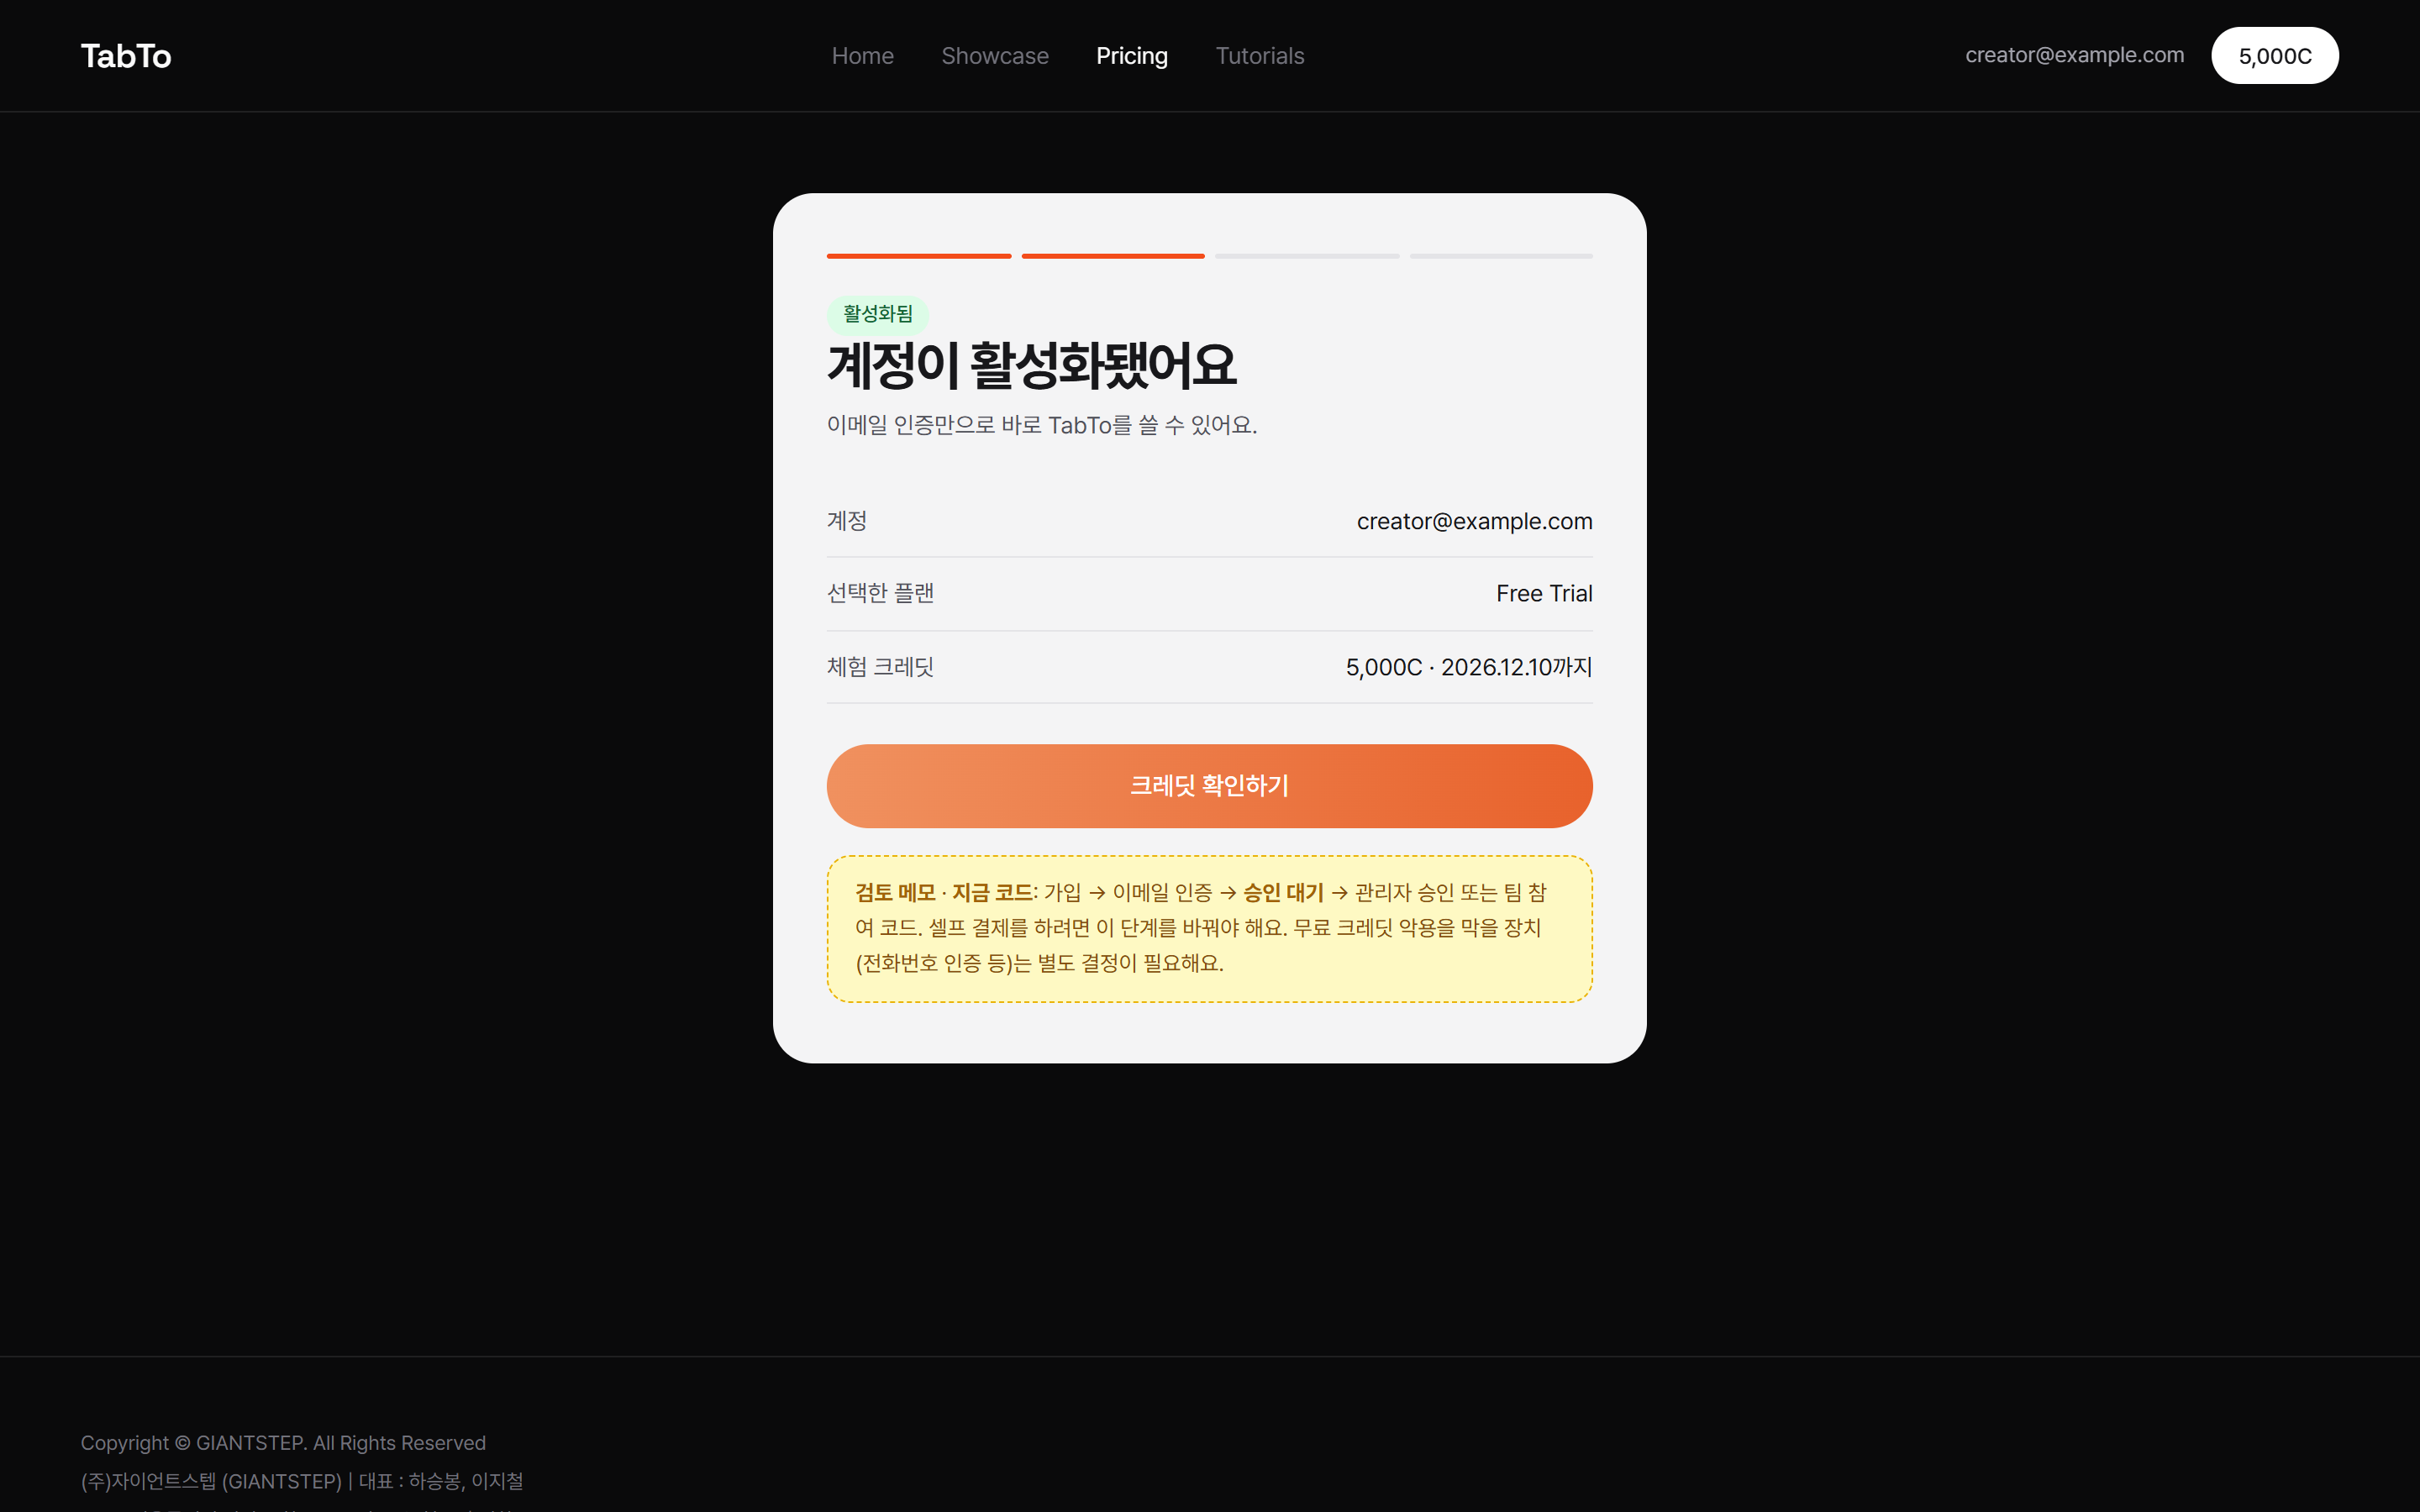 TabTo
Home Showcase Pricing Tutorials
creator@example.com 5,000C
활성화됨
계정이 활성화됐어요
이메일 인증만으로 바로 TabTo를 쓸 수 있어요.
계정 creator@example.com
선택한 플랜 Free Trial
체험 크레딧 5,000C · 2026.12.10까지
크레딧 확인하기
검토 메모 · 지금 코드: 가입 → 이메일 인증 → 승인 대기 → 관리자 승인 또는 팀 참
여 코드. 셀프 결제를 하려면 이 단계를 바꿔야 해요. 무료 크레딧 악용을 막을 장치
(전화번호 인증 등)는 별도 결정이 필요해요.
Copyright © GIANTSTEP. All Rights Reserved
(주)자이언트스텝 (GIANTSTEP) | 대표 : 하승봉, 이지철